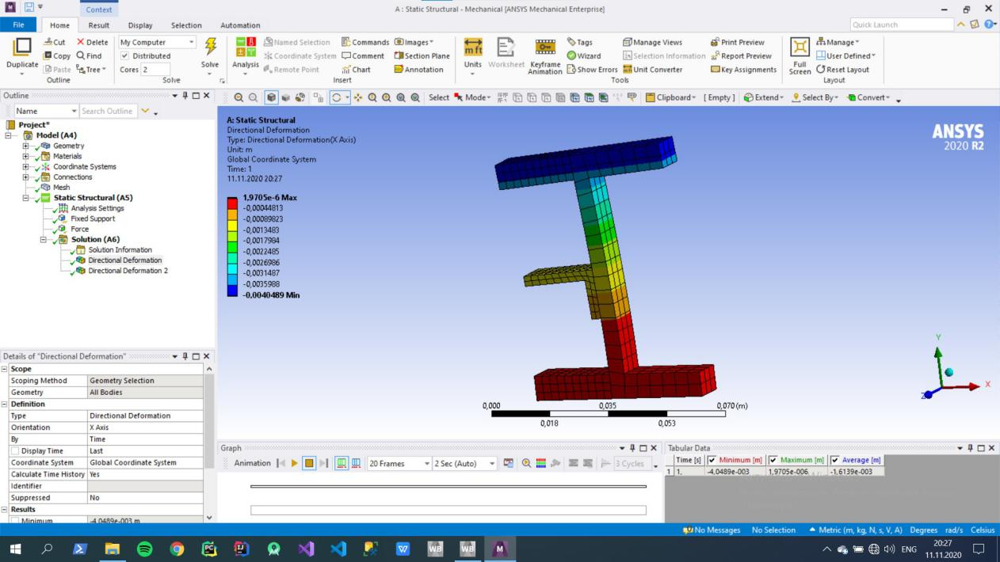 Context
A : Static Structural - Mechanical [ANSYS Mechanical Enterprise]
File Home Result Display Selection Automation
Quick Launch
Duplicate
Cut
Copy
Paste
Delete
Find
Tree
Outline
My Computer
Distributed
Cores 2
Solve
Solve
Analysis
Named Selection
Coordinate System
Remote Point
Commands
Comment
Chart
Images
Section Plane
Annotation
Insert
Units
Worksheet
Keyframe
Animation
Tags
Wizard
Show Errors
Manage Views
Selection Information
Unit Converter
Print Preview
Report Preview
Key Assignments
Tools
Full
Screen
Manage
User Defined
Reset Layout
Layout
Outline
Name Search Outline
Select Mode Clipboard [ Empty ] Extend Select By Convert
Project*
Model (A4)
Geometry
Materials
Coordinate Systems
Connections
Mesh
Static Structural (A5)
Analysis Settings
Fixed Support
Force
Solution (A6)
Solution Information
Directional Deformation
Directional Deformation 2
A: Static Structural
Directional Deformation
Type: Directional Deformation(X Axis)
Unit: m
Global Coordinate System
Time: 1
11.11.2020 20:27
1,9705e-6 Max
-0,00044813
-0,00089823
-0,0013483
-0,0017984
-0,0022485
-0,0026986
-0,0031487
-0,0035988
-0,0040489 Min
ANSYS
2020 R2
Y
X
Z
0,000 0,035 0,070 (m)
0,018 0,053
Details of "Directional Deformation"
Scope
Scoping Method Geometry Selection
Geometry All Bodies
Definition
Type Directional Deformation
Orientation X Axis
By Time
Display Time Last
Coordinate System Global Coordinate System
Calculate Time History Yes
Identifier
Suppressed No
Results
Minimum -4,0489e-003 m
Graph
Animation 20 Frames 2 Sec (Auto) 3 Cycles
Tabular Data
Time [s] Minimum [m] Maximum [m] Average [m]
1 1, -4,0489e-003 1,9705e-006 -1,6139e-003
No Messages No Selection Metric (m, kg, N, s, V, A) Degrees rad/s Celsius
PC
WB
WB
M
ENG
20:27
11.11.2020